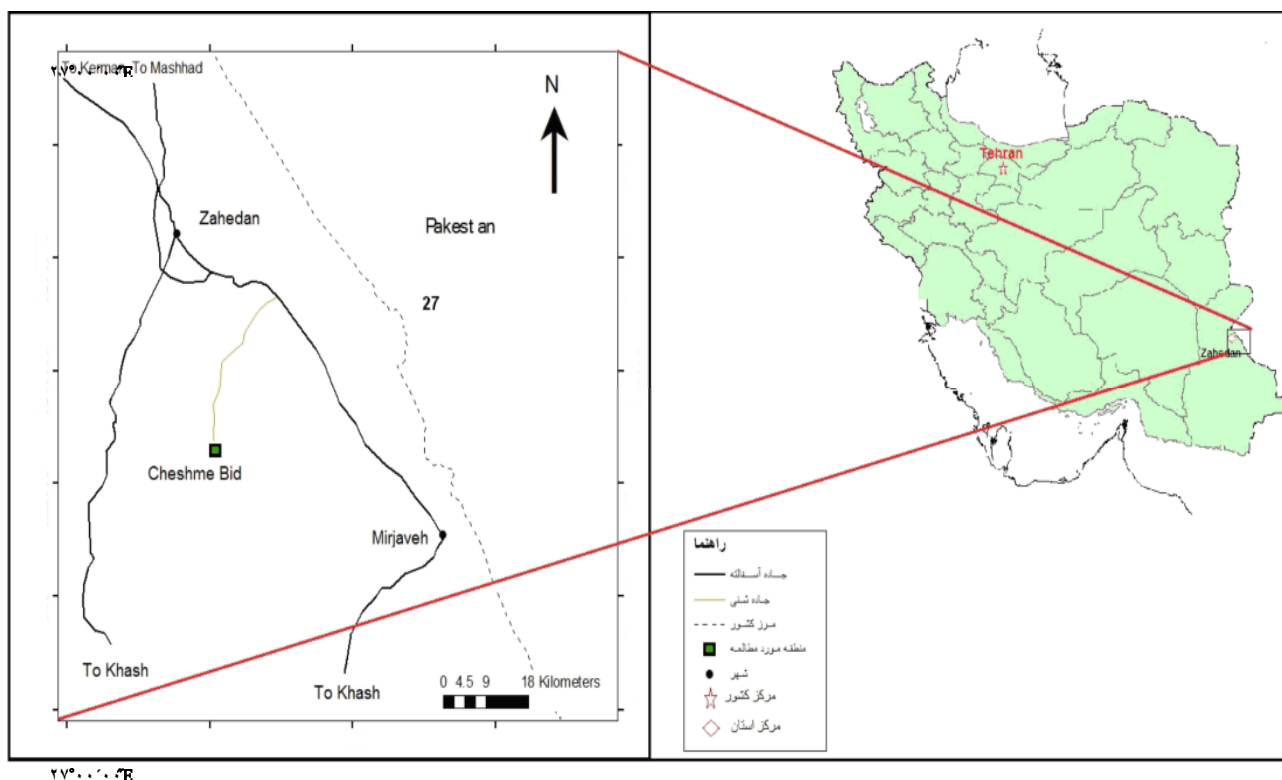 To Kerman To Mashhad
N
Zahedan
Pakest an
27
Cheshme Bid
Mirjaveh
To Khash
To Khash
0 4.5 9 18 Kilometers
Tehran
Zahedan
راهنما
جاده آسفالته
جاده شنی
مرز کشور
منطقه مورد مطالعه
شهر
مرکز کشور
مرکز استان